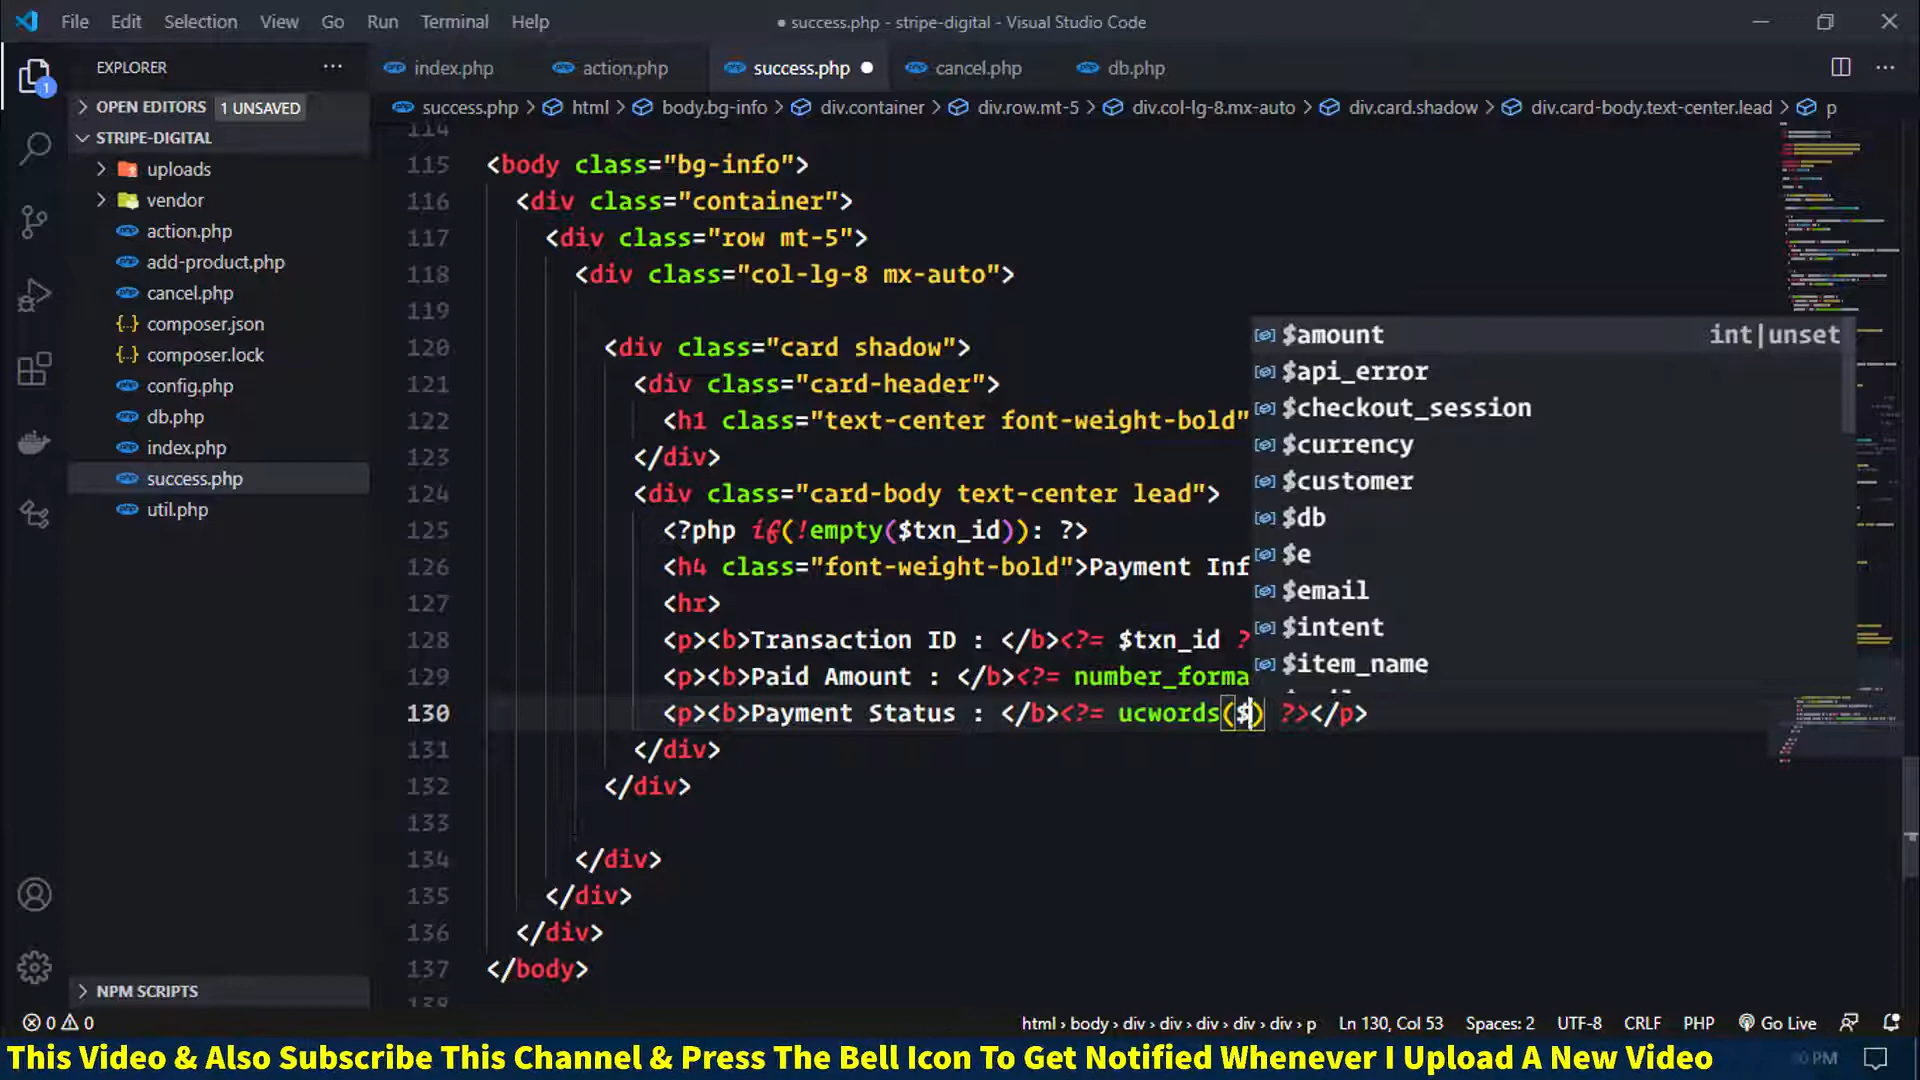 File Edit Selection View Go Run Terminal Help
● success.php - stripe-digital - Visual Studio Code
EXPLORER
index.php action.php success.php cancel.php db.php
1
OPEN EDITORS 1 UNSAVED
success.php › html › body.bg-info › div.container › div.row.mt-5 › div.col-lg-8.mx-auto › div.card.shadow › div.card-body.text-center.lead › p
STRIPE-DIGITAL
uploads
vendor
action.php
add-product.php
cancel.php
composer.json
composer.lock
config.php
db.php
index.php
success.php
util.php
NPM SCRIPTS
114
115 <body class="bg-info">
116 <div class="container">
117 <div class="row mt-5">
118 <div class="col-lg-8 mx-auto">
119
120 <div class="card shadow">
121 <div class="card-header">
122 <h1 class="text-center font-weight-bold"
123 </div>
124 <div class="card-body text-center lead">
125 <?php if(!empty($txn_id)): ?>
126 <h4 class="font-weight-bold">Payment Inf
127 <hr>
128 <p><b>Transaction ID : </b><?= $txn_id ?
129 <p><b>Paid Amount : </b><?= number_forma
130 <p><b>Payment Status : </b><?= ucwords($) ?></p>
131 </div>
132 </div>
133
134 </div>
135 </div>
136 </div>
137 </body>
138
$amount int|unset
$api_error
$checkout_session
$currency
$customer
$db
$e
$email
$intent
$item_name
0 0
html › body › div › div › div › div › div › p Ln 130, Col 53 Spaces: 2 UTF-8 CRLF PHP Go Live
This Video & Also Subscribe This Channel & Press The Bell Icon To Get Notified Whenever I Upload A New Video
PM